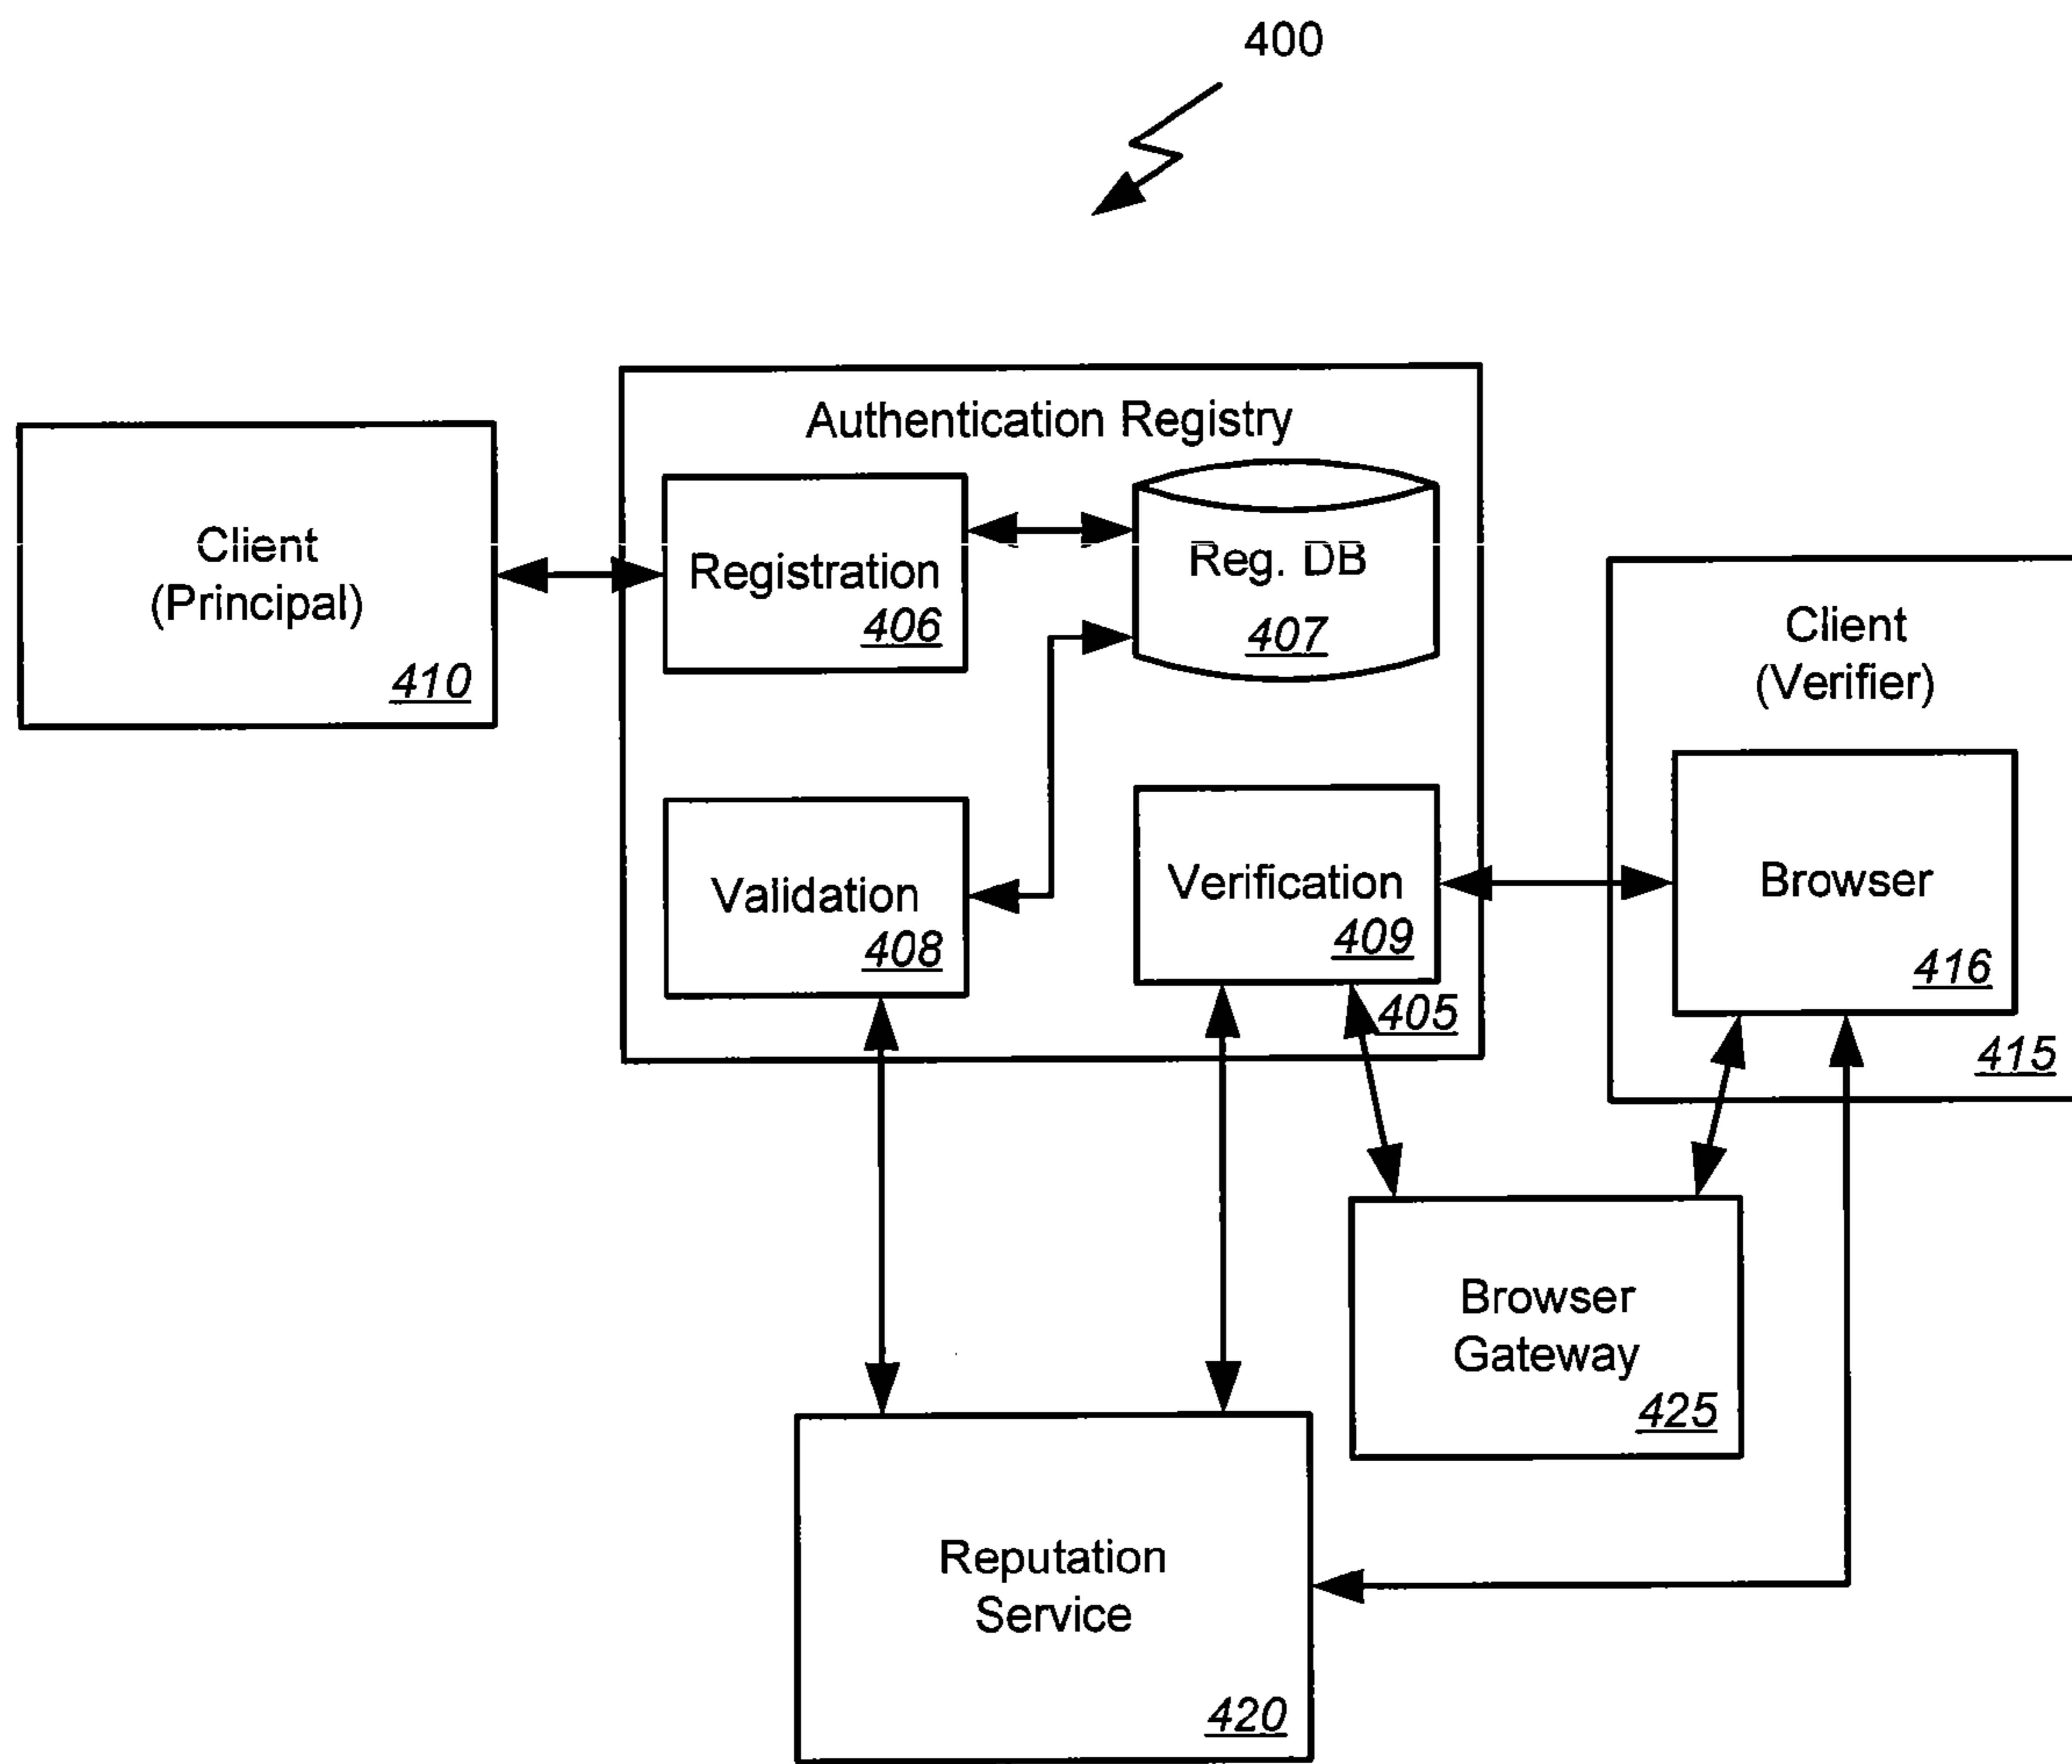 400
Authentication Registry
Client
(Principal)
410
Registration
406
Reg. DB
407
Client
(Verifier)
Validation
408
Verification
409
405
Browser
416
415
Browser
Gateway
425
Reputation
Service
420